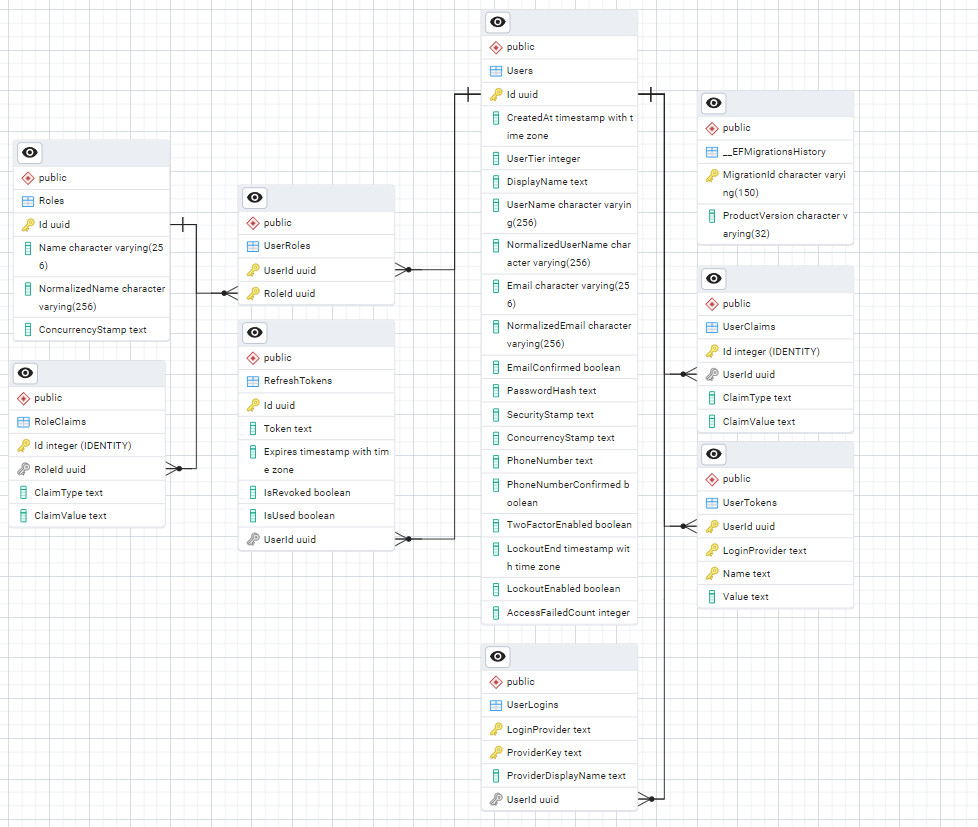 public
Users
Id uuid
CreatedAt timestamp with t
ime zone
UserTier integer
DisplayName text
UserName character varyin
g(256)
NormalizedUserName char
acter varying(256)
Email character varying(25
6)
NormalizedEmail character
varying(256)
EmailConfirmed boolean
PasswordHash text
SecurityStamp text
ConcurrencyStamp text
PhoneNumber text
PhoneNumberConfirmed b
oolean
TwoFactorEnabled boolean
LockoutEnd timestamp wit
h time zone
LockoutEnabled boolean
AccessFailedCount integer
public
__EFMigrationsHistory
MigrationId character varyi
ng(150)
ProductVersion character v
arying(32)
public
Roles
Id uuid
Name character varying(25
6)
NormalizedName character
varying(256)
ConcurrencyStamp text
public
UserRoles
UserId uuid
RoleId uuid
public
UserClaims
Id integer (IDENTITY)
UserId uuid
ClaimType text
ClaimValue text
public
RefreshTokens
Id uuid
Token text
Expires timestamp with tim
e zone
IsRevoked boolean
IsUsed boolean
UserId uuid
public
RoleClaims
Id integer (IDENTITY)
RoleId uuid
ClaimType text
ClaimValue text
public
UserTokens
UserId uuid
LoginProvider text
Name text
Value text
public
UserLogins
LoginProvider text
ProviderKey text
ProviderDisplayName text
UserId uuid